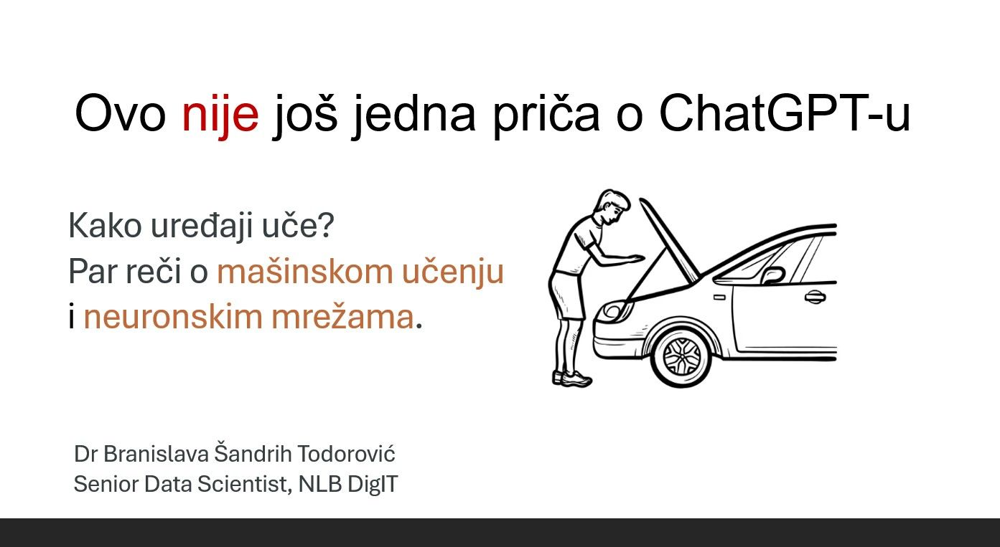 Ovo nije još jedna priča o ChatGPT-u
Kako uređaji uče?
Par reči o mašinskom učenju
i neuronskim mrežama.
Dr Branislava Šandrih Todorović
Senior Data Scientist, NLB DigIT